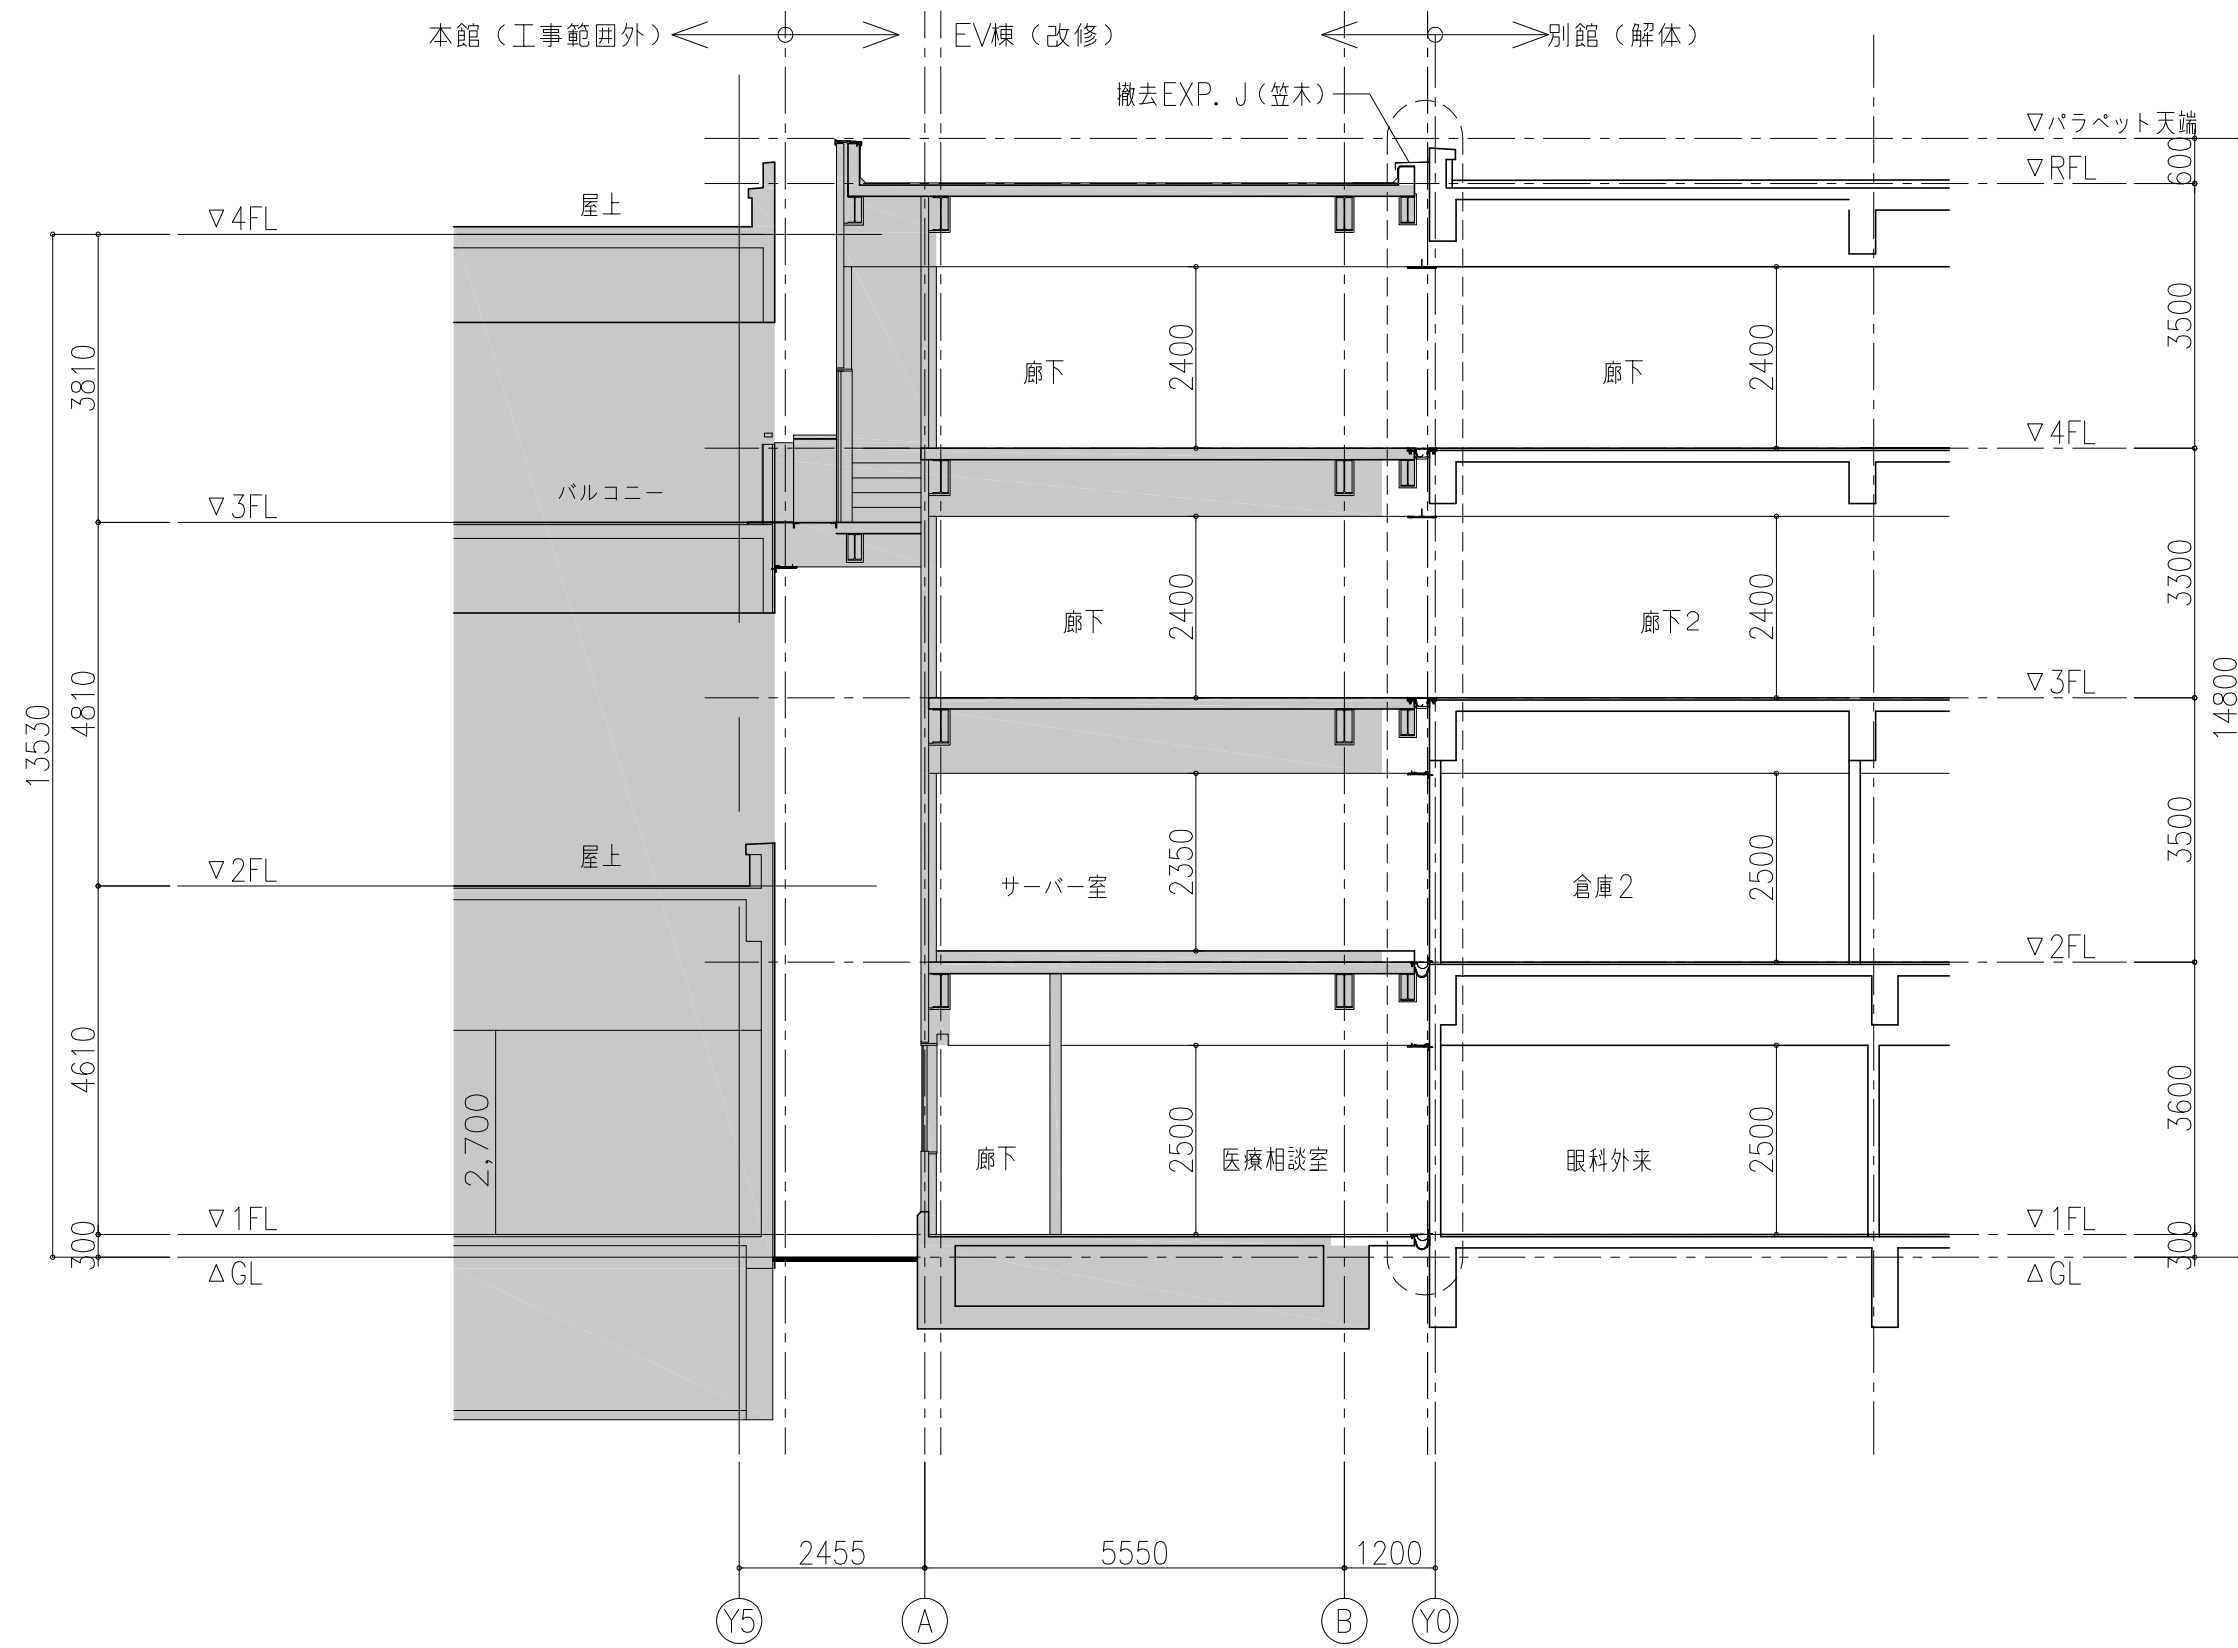 本館（工事範囲外）
EV棟（改修）
別館（解体）
撤去EXP. J（笠木）
▽パラペット天端
600
▽RFL
屋上
▽4FL
3500
3810
廊下
2400
廊下
2400
▽4FL
バルコニー
▽3FL
3300
4810
廊下
2400
廊下2
2400
▽3FL
13530
14800
3500
屋上
▽2FL
サーバー室
2350
倉庫2
2500
▽2FL
4610
3600
2,700
廊下
2500
医療相談室
眼科外来
2500
▽1FL
▽1FL
300
300
△GL
△GL
2455
5550
1200
Y5
A
B
Y0